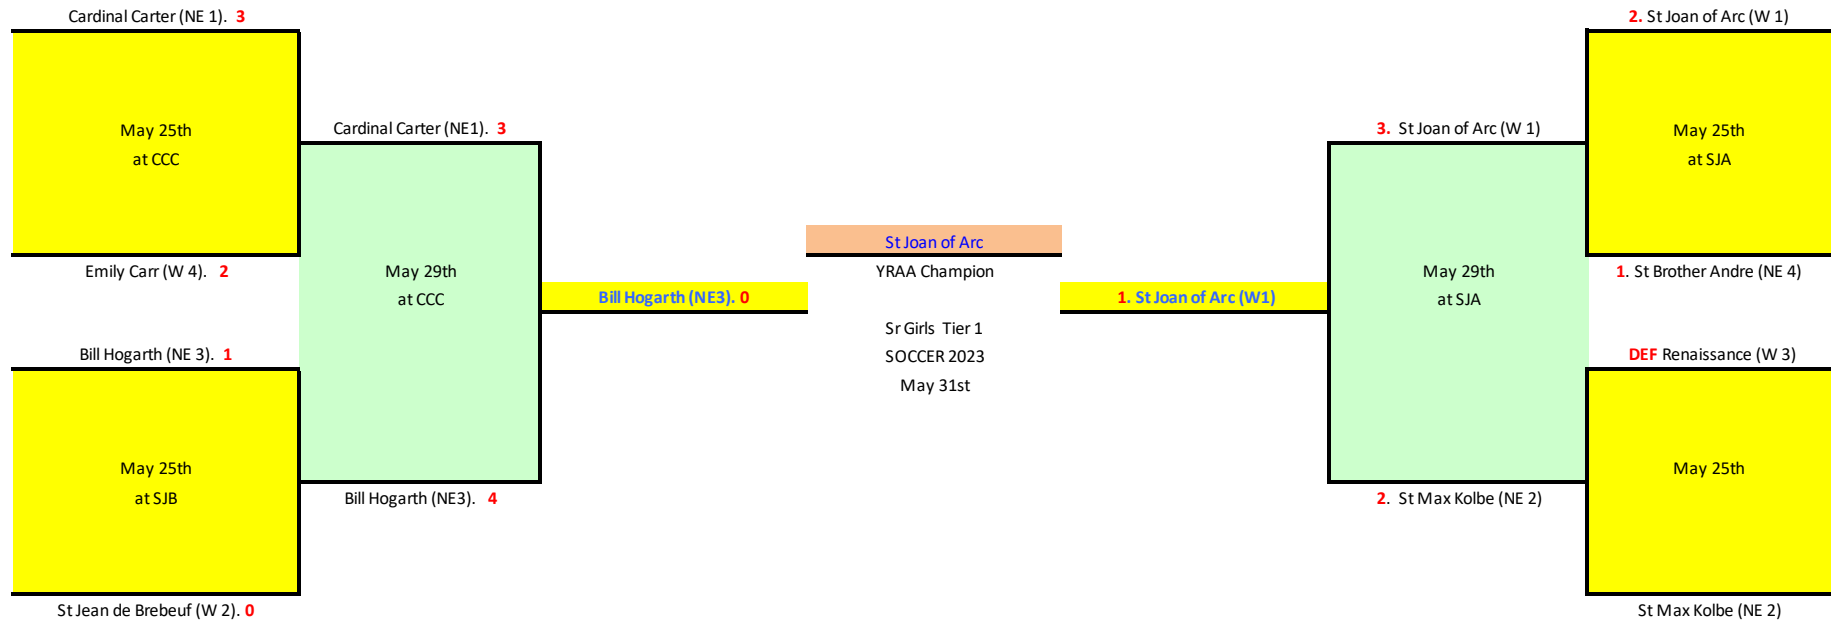 Cardinal Carter (NE 1). 3
2. St Joan of Arc (W 1)
May 25th
at CCC
Cardinal Carter (NE1). 3
3. St Joan of Arc (W 1)
May 25th
at SJA
St Joan of Arc
Emily Carr (W 4). 2
May 29th
at CCC
YRAA Champion
May 29th
at SJA
1. St Brother Andre (NE 4)
Bill Hogarth (NE3). 0
1. St Joan of Arc (W1)
Sr Girls Tier 1
SOCCER 2023
May 31st
Bill Hogarth (NE 3). 1
DEF Renaissance (W 3)
May 25th
at SJB
Bill Hogarth (NE3). 4
2. St Max Kolbe (NE 2)
May 25th
St Jean de Brebeuf (W 2). 0
St Max Kolbe (NE 2)